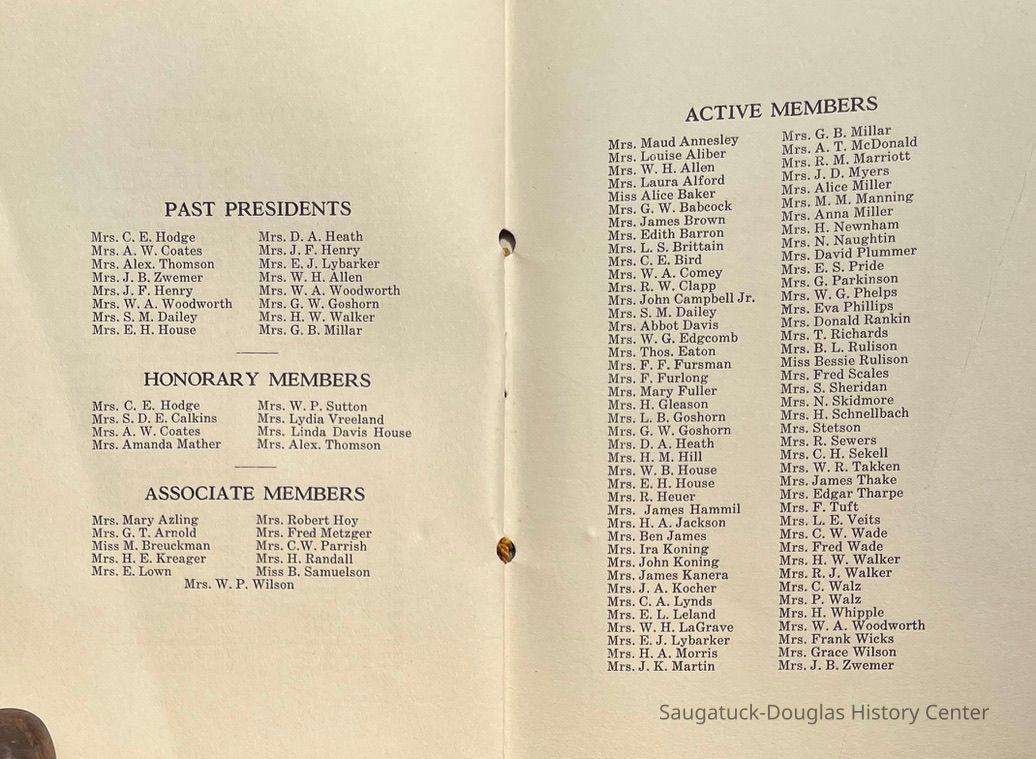 PAST PRESIDENTS
Mrs. C. E. Hodge
Mrs. A. W. Coates
Mrs. Alex. Thomson
Mrs. J. B. Zwemer
Mrs. J. F. Henry
Mrs. W. A. Woodworth
Mrs. S. M. Dailey
Mrs. E. H. House
Mrs. D. A. Heath
Mrs. J. F. Henry
Mrs. E. J. Lybarker
Mrs. W. H. Allen
Mrs. W. A. Woodworth
Mrs. G. W. Goshorn
Mrs. H. W. Walker
Mrs. G. B. Millar
HONORARY MEMBERS
Mrs. C. E. Hodge
Mrs. S. D. E. Calkins
Mrs. A. W. Coates
Mrs. Amanda Mather
Mrs. W. P. Sutton
Mrs. Lydia Vreeland
Mrs. Linda Davis House
Mrs. Alex. Thomson
ASSOCIATE MEMBERS
Mrs. Mary Azling
Mrs. G. T. Arnold
Miss M. Breuckman
Mrs. H. E. Kreager
Mrs. E. Lown
Mrs. Robert Hoy
Mrs. Fred Metzger
Mrs. C.W. Parrish
Mrs. H. Randall
Miss B. Samuelson
Mrs. W. P. Wilson
ACTIVE MEMBERS
Mrs. Maud Annesley
Mrs. Louise Aliber
Mrs. W. H. Allen
Mrs. Laura Alford
Miss Alice Baker
Mrs. G. W. Babcock
Mrs. James Brown
Mrs. Edith Barron
Mrs. L. S. Brittain
Mrs. C. E. Bird
Mrs. W. A. Comey
Mrs. R. W. Clapp
Mrs. John Campbell Jr.
Mrs. S. M. Dailey
Mrs. Abbot Davis
Mrs. W. G. Edgcomb
Mrs. Thos. Eaton
Mrs. F. F. Fursman
Mrs. F. Furlong
Mrs. Mary Fuller
Mrs. H. Gleason
Mrs. L. B. Goshorn
Mrs. G. W. Goshorn
Mrs. D. A. Heath
Mrs. H. M. Hill
Mrs. W. B. House
Mrs. E. H. House
Mrs. R. Heuer
Mrs. James Hammil
Mrs. H. A. Jackson
Mrs. Ben James
Mrs. Ira Koning
Mrs. John Koning
Mrs. James Kanera
Mrs. J. A. Kocher
Mrs. C. A. Lynds
Mrs. E. L. Leland
Mrs. W. H. LaGrave
Mrs. E. J. Lybarker
Mrs. H. A. Morris
Mrs. J. K. Martin
Mrs. G. B. Millar
Mrs. A. T. McDonald
Mrs. R. M. Marriott
Mrs. J. D. Myers
Mrs. Alice Miller
Mrs. M. M. Manning
Mrs. Anna Miller
Mrs. H. Newnham
Mrs. N. Naughtin
Mrs. David Plummer
Mrs. E. S. Pride
Mrs. G. Parkinson
Mrs. W. G. Phelps
Mrs. Eva Phillips
Mrs. Donald Rankin
Mrs. T. Richards
Mrs. B. L. Rulison
Miss Bessie Rulison
Mrs. Fred Scales
Mrs. S. Sheridan
Mrs. N. Skidmore
Mrs. H. Schnellbach
Mrs. Stetson
Mrs. R. Sewers
Mrs. C. H. Sekell
Mrs. W. R. Takken
Mrs. James Thake
Mrs. Edgar Tharpe
Mrs. F. Tuft
Mrs. L. E. Veits
Mrs. C. W. Wade
Mrs. Fred Wade
Mrs. H. W. Walker
Mrs. R. J. Walker
Mrs. C. Walz
Mrs. P. Walz
Mrs. H. Whipple
Mrs. W. A. Woodworth
Mrs. Frank Wicks
Mrs. Grace Wilson
Mrs. J. B. Zwemer
Saugatuck-Douglas History Center